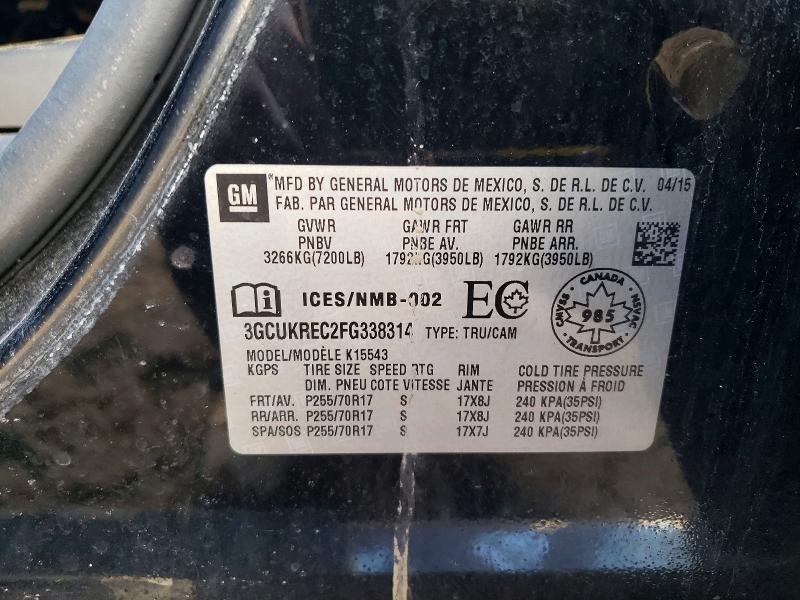 GM
*MFD BY GENERAL MOTORS DE MEXICO, S. DE R.L. DE C.V. 04/15
FAB. PAR GENERAL MOTORS DE MEXICO, S. DE R.L. DE C.V.
GVWR GAWR FRT GAWR RR
PNBV PNBE AV. PNBE ARR.
3266KG(7200LB) 1792KG(3950LB) 1792KG(3950LB)
i ICES/NMB-002 EC
CANADA
CMVSS 985 NSVAC
TRANSPORT
3GCUKREC2FG338314 TYPE: TRU/CAM
MODEL/MODÈLE K15543
KGPS TIRE SIZE SPEED RTG RIM COLD TIRE PRESSURE
DIM. PNEU COTE VITESSE JANTE PRESSION À FROID
FRT/AV. P255/70R17 S 17X8J 240 KPA(35PSI)
RR/ARR. P255/70R17 S 17X8J 240 KPA(35PSI)
SPA/SOS P255/70R17 S 17X7J 240 KPA(35PSI)